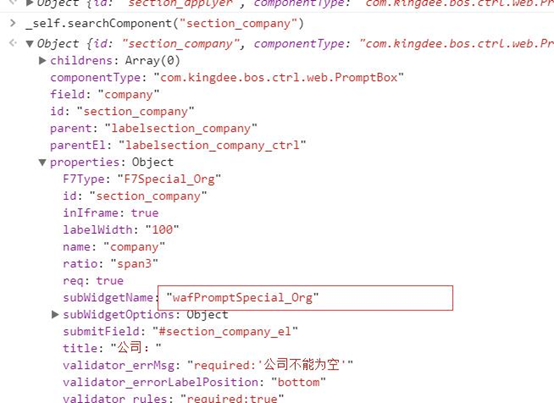 Object {id: "section_applyer", componentType: "com.kingdee.bos.ctrl.web.Pr
_self.searchComponent("section_company")
Object {id: "section_company", componentType: "com.kingdee.bos.ctrl.web.Pr
childrens: Array(0)
componentType: "com.kingdee.bos.ctrl.web.PromptBox"
field: "company"
id: "section_company"
parent: "labelsection_company"
parentEl: "labelsection_company_ctrl"
properties: Object
F7Type: "F7Special_Org"
id: "section_company"
inIframe: true
labelWidth: "100"
name: "company"
ratio: "span3"
req: true
subWidgetName: "wafPromptSpecial_Org"
subWidgetOptions: Object
submitField: "#section_company_el"
title: "公司："
validator_errMsg: "required:'公司不能为空'"
validator_errorLabelPosition: "bottom"
validator_rules: "required:true"